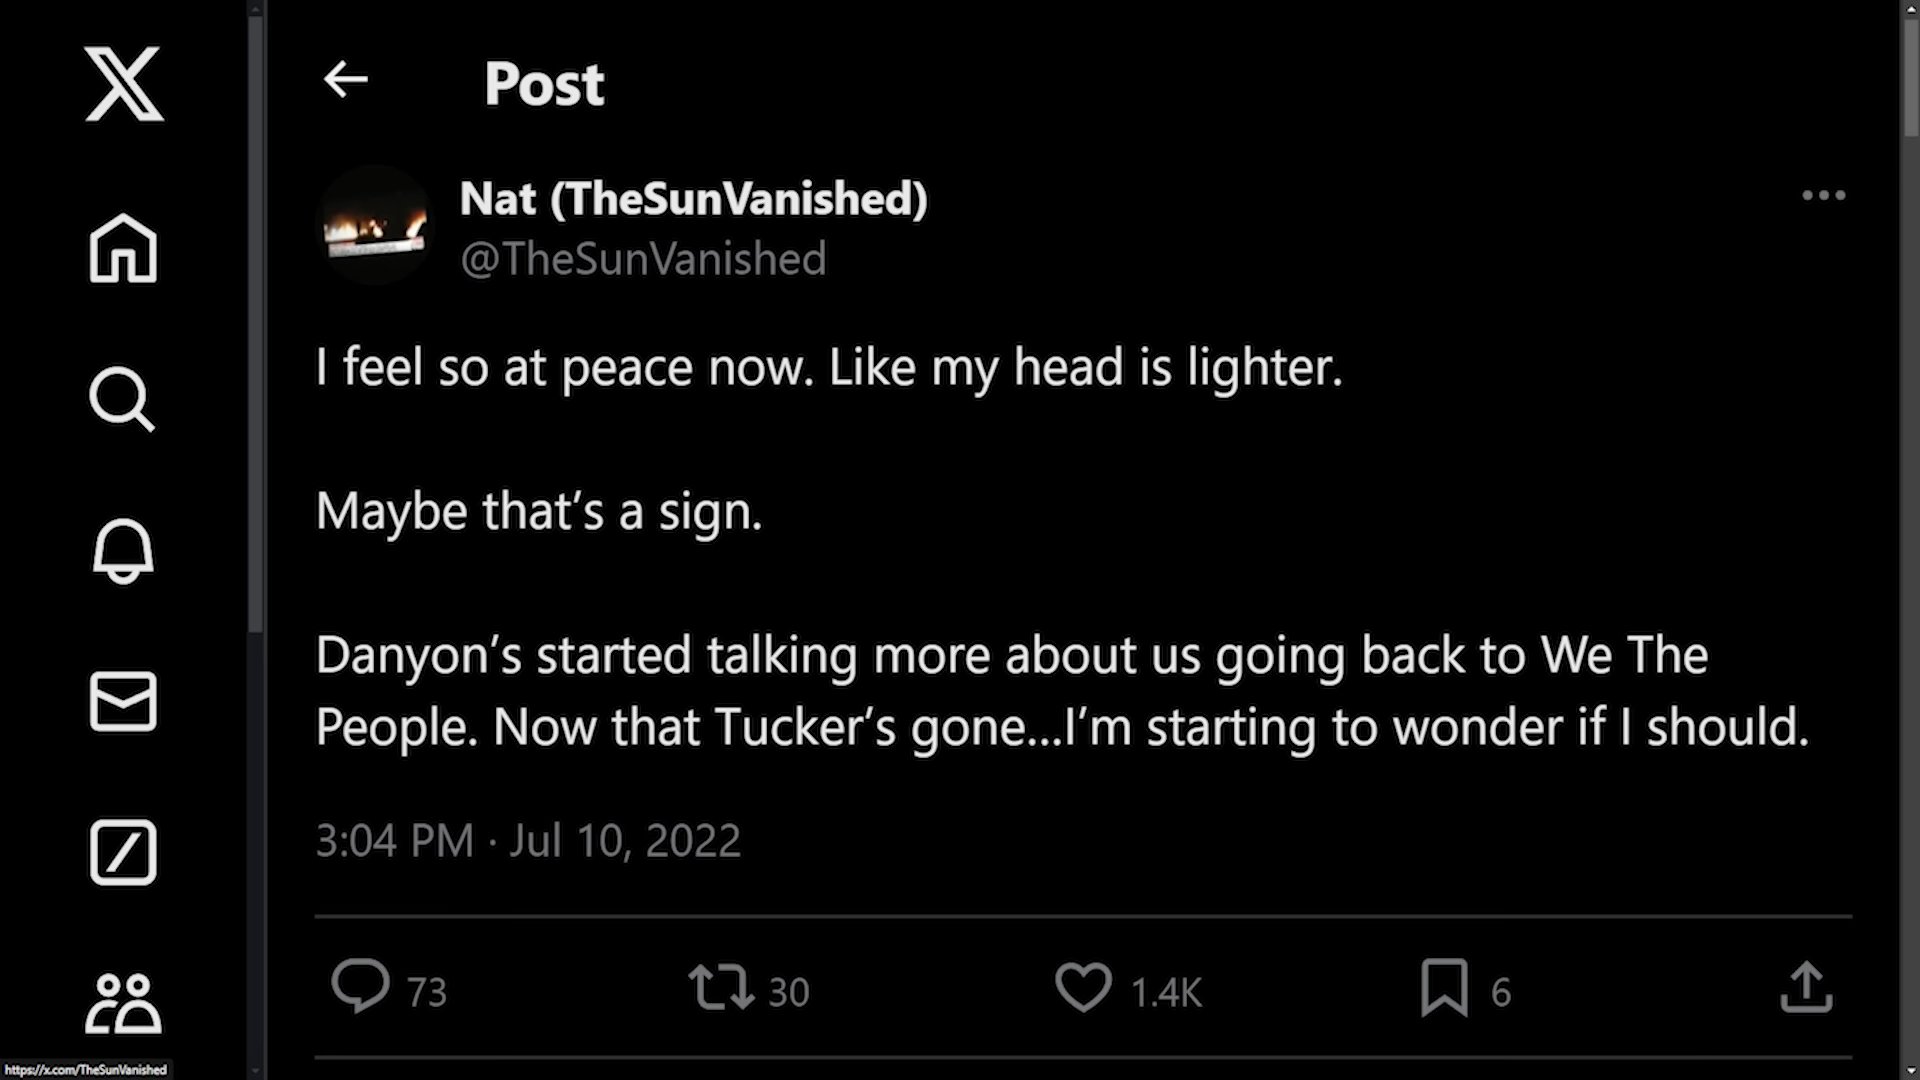 Post
Nat (TheSunVanished)
@TheSunVanished
I feel so at peace now. Like my head is lighter.
Maybe that’s a sign.
Danyon’s started talking more about us going back to We The
People. Now that Tucker’s gone...I’m starting to wonder if I should.
3:04 PM · Jul 10, 2022
73 30 1.4K 6
https://x.com/TheSunVanished